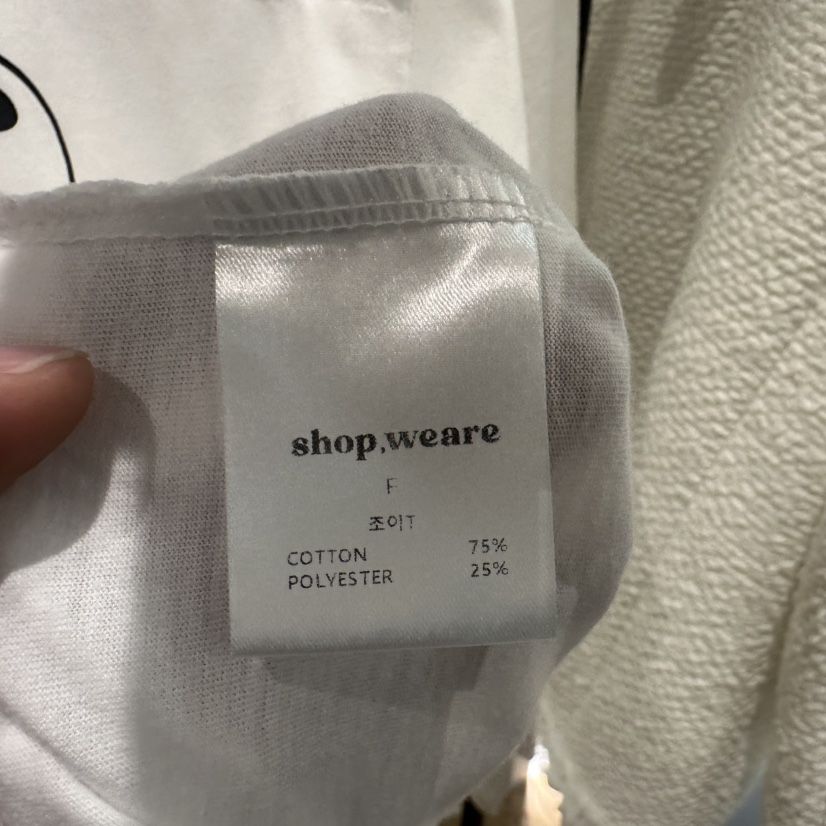 shop,weare
F
조이T
COTTON 75%
POLYESTER 25%